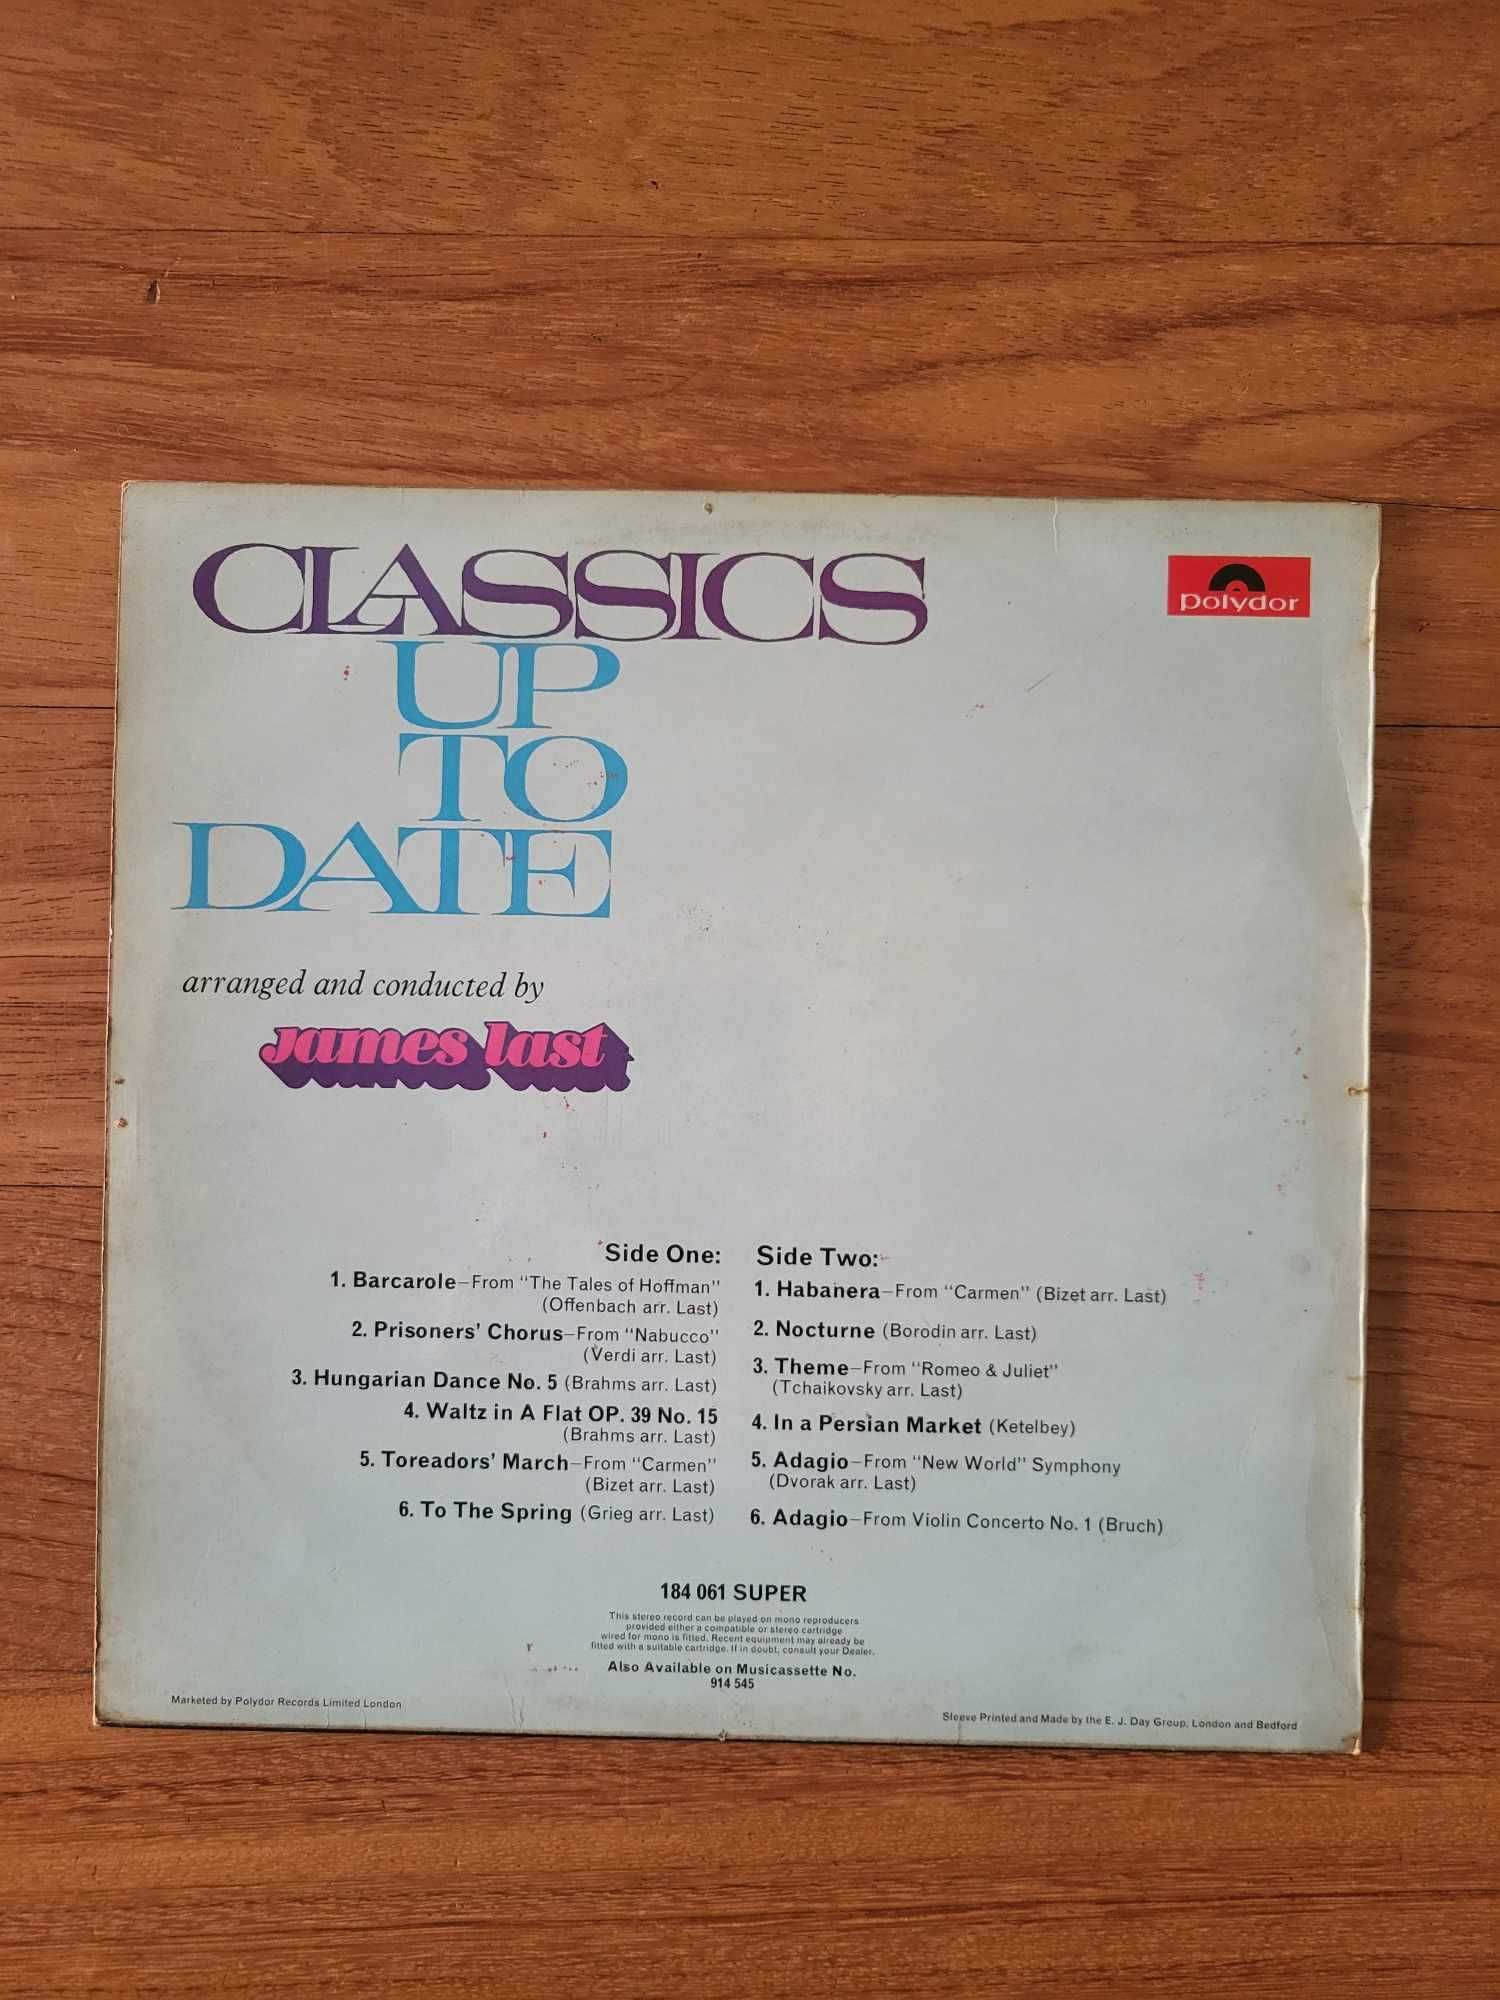 CLASSICS
UP
TO
DATE
polydor
arranged and conducted by
james last
Side One:
1. Barcarole–From "The Tales of Hoffman"
(Offenbach arr. Last)
2. Prisoners' Chorus–From "Nabucco"
(Verdi arr. Last)
3. Hungarian Dance No. 5 (Brahms arr. Last)
4. Waltz in A Flat OP. 39 No. 15
(Brahms arr. Last)
5. Toreadors' March–From "Carmen"
(Bizet arr. Last)
6. To The Spring (Grieg arr. Last)
Side Two:
1. Habanera–From "Carmen" (Bizet arr. Last)
2. Nocturne (Borodin arr. Last)
3. Theme–From "Romeo & Juliet"
(Tchaikovsky arr. Last)
4. In a Persian Market (Ketelbey)
5. Adagio–From "New World" Symphony
(Dvorak arr. Last)
6. Adagio–From Violin Concerto No. 1 (Bruch)
184 061 SUPER
This stereo record can be played on mono reproducers
provided either a compatible or stereo cartridge
wired for mono is fitted. Recent equipment may already be
fitted with a suitable cartridge. If in doubt, consult your Dealer.
Also Available on Musicassette No.
914 545
Marketed by Polydor Records Limited London
Sleeve Printed and Made by the E. J. Day Group, London and Bedford